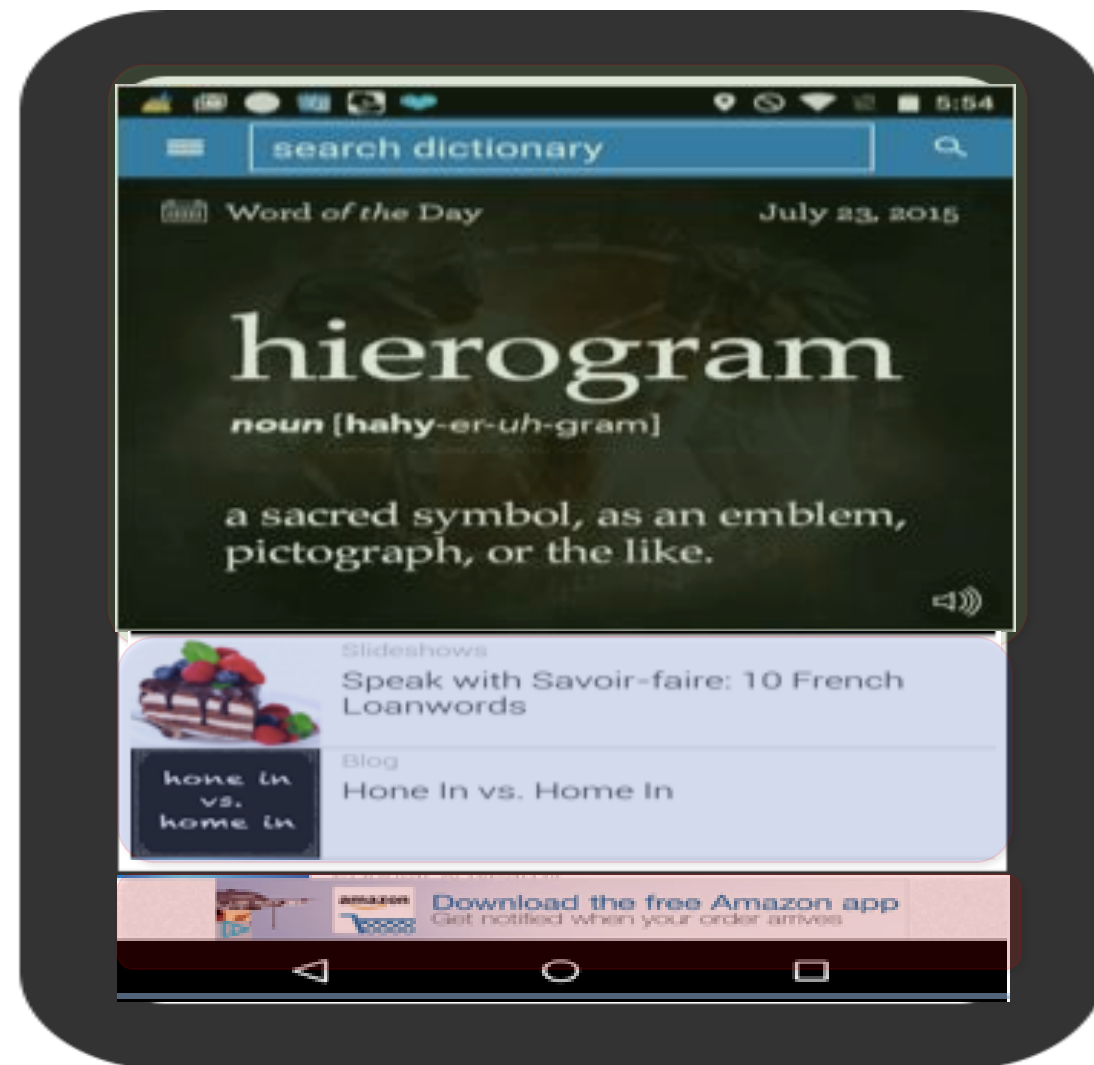 5:54
search dictionary
Word of the Day July 23, 2015
hierogram
noun [hahy-er-uh-gram]
a sacred symbol, as an emblem,
pictograph, or the like.
Slideshows
Speak with Savoir-faire: 10 French
Loanwords
hone in
vs.
home in
Blog
Hone In vs. Home In
amazon
Download the free Amazon app
Get notified when your order arrives